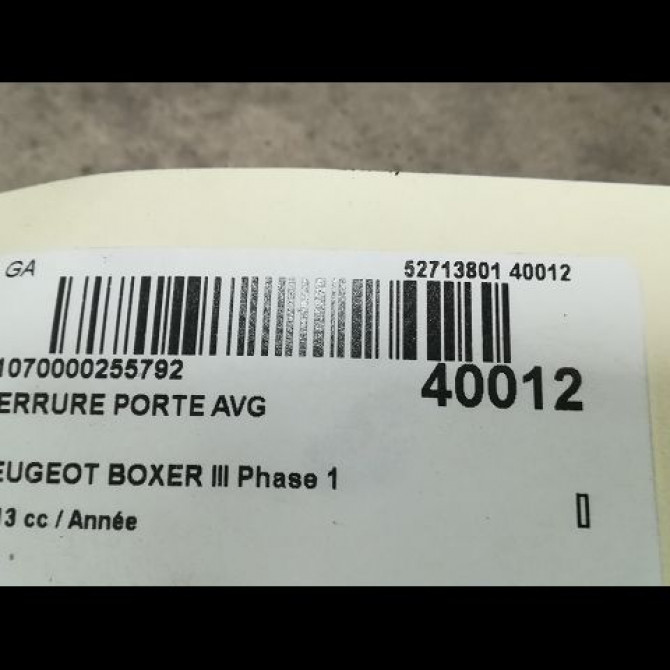 GA
52713801 40012
1070000255792
40012
ERRURE PORTE AVG
EUGEOT BOXER III Phase 1
13 cc / Année